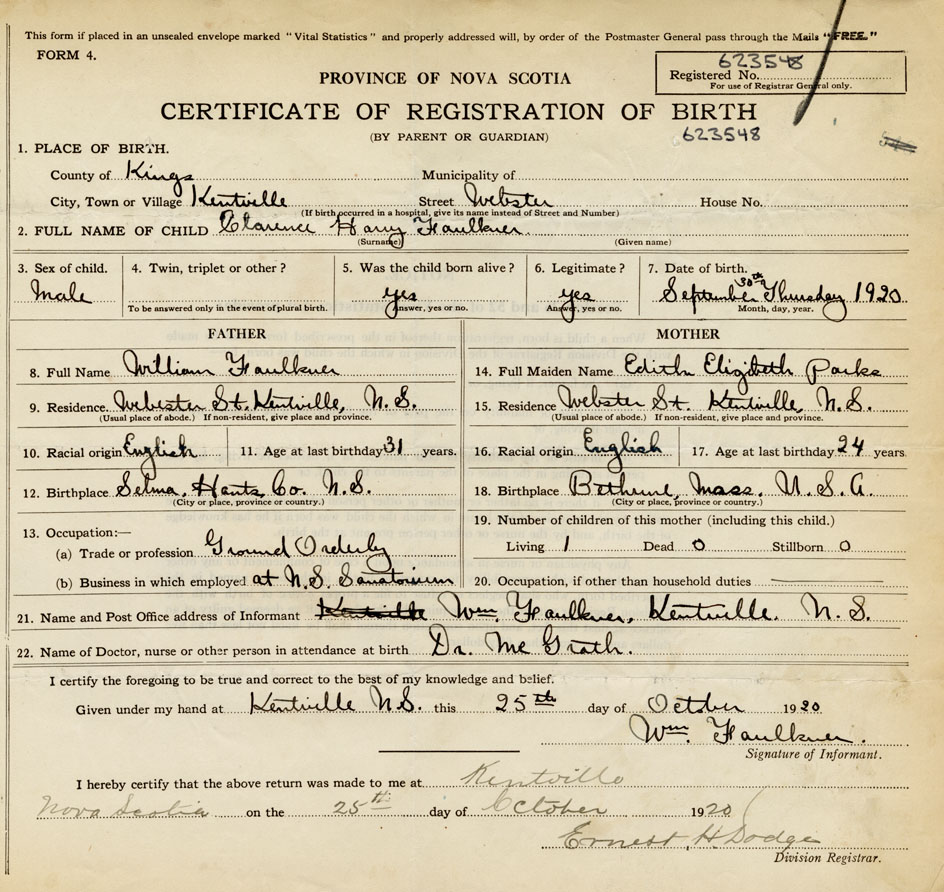 This form if placed in an unsealed envelope marked "Vital Statistics" and properly addressed will, by order of the Postmaster General pass through the Mails "FREE."
FORM 4.
623548
PROVINCE OF NOVA SCOTIA
Registered No.
For use of Registrar General only.
CERTIFICATE OF REGISTRATION OF BIRTH
(BY PARENT OR GUARDIAN)
623548
1. PLACE OF BIRTH.
County of Kings Municipality of
City, Town or Village Kentville Street Webster House No.
(If birth occurred in a hospital, give its name instead of Street and Number)
2. FULL NAME OF CHILD Clarence Harry Faulkner.
(Surname) (Given name)
3. Sex of child. 4. Twin, triplet or other? 5. Was the child born alive? 6. Legitimate? 7. Date of birth.
Male yes yes September 30th Thursday 1920
To be answered only in the event of plural birth. Answer, yes or no. Answer, yes or no. Month, day, year.
FATHER MOTHER
8. Full Name William Faulkner 14. Full Maiden Name Edith Elizabeth Parks
9. Residence. Webester St. Kentville, N.S. 15. Residence Webster St. Kentville, N.S.
(Usual place of abode.) If non-resident, give place and province. (Usual place of abode.) If non-resident, give place and province.
10. Racial origin English 11. Age at last birthday 31 years. 16. Racial origin English 17. Age at last birthday 24 years
12. Birthplace Selma, Hants Co. N.S. 18. Birthplace Mass. U.S.A.
(City or place, province or country.) (City or place, province or country.)
13. Occupation:— 19. Number of children of this mother (including this child.)
(a) Trade or profession Ground Orderly Living 1 Dead 0 Stillborn 0
(b) Business in which employed at N.S. Sanatorium 20. Occupation, if other than household duties
21. Name and Post Office address of Informant Kentville Wm. Faulkner, Kentville. N.S.
22. Name of Doctor, nurse or other person in attendance at birth Dr. Mc Grath.
I certify the foregoing to be true and correct to the best of my knowledge and belief.
Given under my hand at Kentville N.S. this 25th day of October 1920
Wm. Faulkner.
Signature of Informant.
I hereby certify that the above return was made to me at Kentville
Nova Scotia on the 25th day of October 1920
Ernest H. Dodge
Division Registrar.